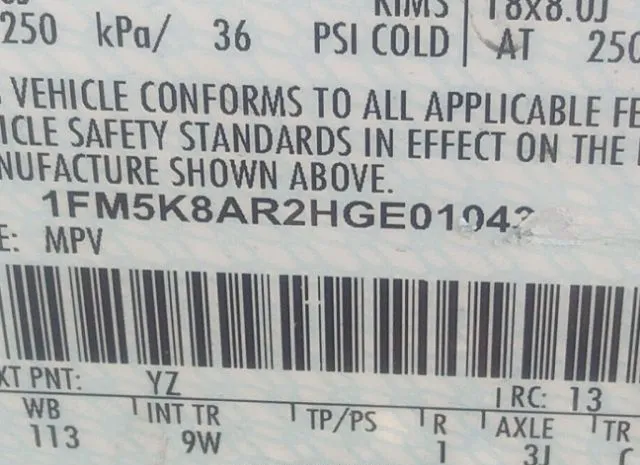 250 kPa/ 36 PSI COLD AT 250
RIMS 18x8.0J
VEHICLE CONFORMS TO ALL APPLICABLE FE
ICLE SAFETY STANDARDS IN EFFECT ON THE
NUFACTURE SHOWN ABOVE.
1FM5K8AR2HGE0104
E: MPV
XT PNT: YZ RC: 13
WB INT TR TP/PS R AXLE TR
113 9W 1 3J